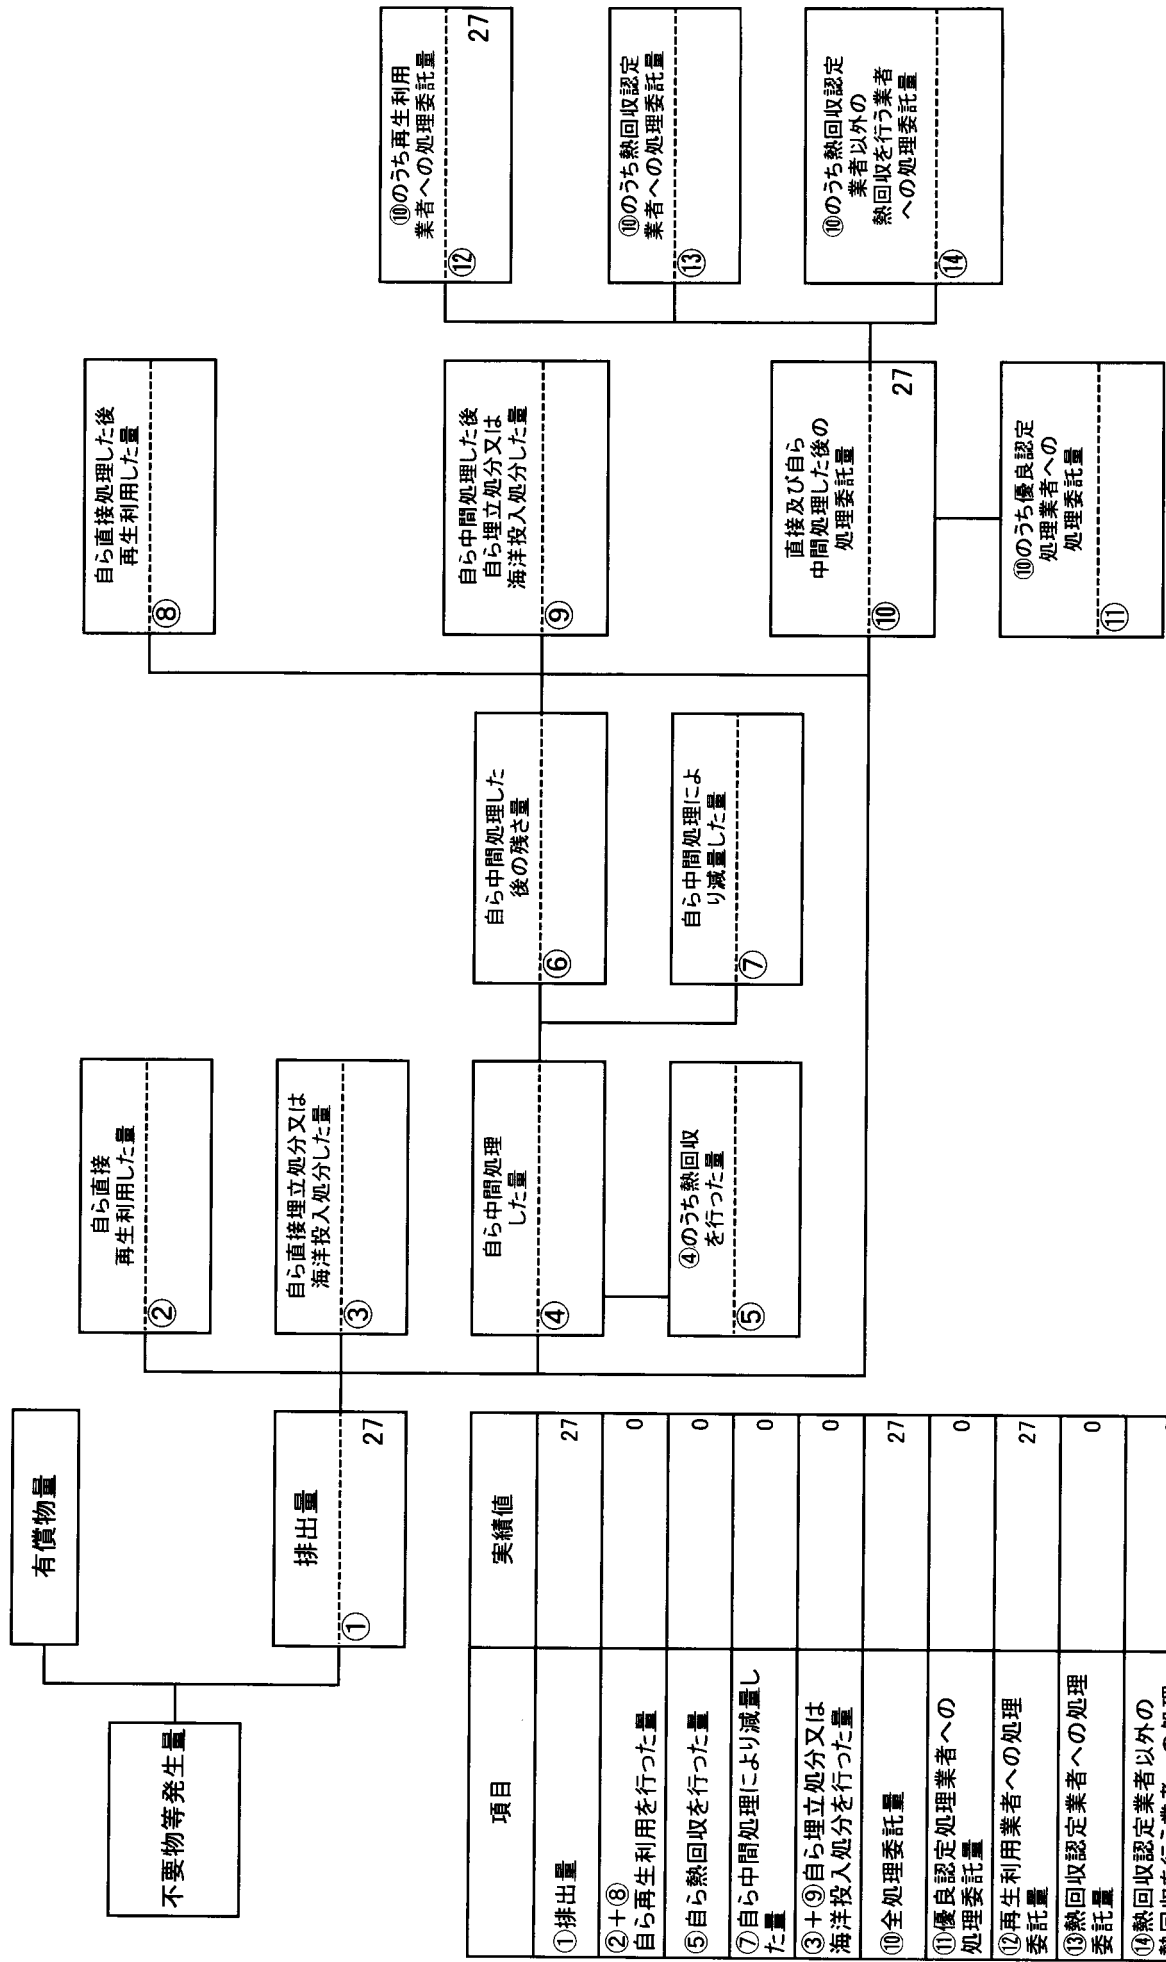 不要物等発生量
有償物量
排出量
①
27
自ら直接
再生利用した量
②
自ら直接埋立処分又は
海洋投入処分した量
③
自ら中間処理
した量
④
④のうち熱回収
を行った量
⑤
自ら中間処理した
後の残さ量
⑥
自ら中間処理によ
り減量した量
⑦
自ら直接処理した後
再生利用した量
⑧
自ら中間処理した後
自ら埋立処分又は
海洋投入処分した量
⑨
直接及び自ら
中間処理した後の
処理委託量
⑩
27
⑩のうち優良認定
処理業者への
処理委託量
⑪
⑩のうち再生利用
業者への処理委託量
⑫
27
⑩のうち熱回収認定
業者への処理委託量
⑬
⑩のうち熱回収認定
業者以外の
熱回収を行う業者
への処理委託量
⑭
項目 実績値
①排出量 27
②+⑧
自ら再生利用を行った量 0
⑤自ら熱回収を行った量 0
⑦自ら中間処理により減量し
た量 0
③+⑨自ら埋立処分又は
海洋投入処分を行った量 0
⑩全処理委託量 27
⑪優良認定処理業者への
処理委託量 0
⑫再生利用業者への処理
委託量 27
⑬熱回収認定業者への処理
委託量 0
⑭熱回収認定業者以外の